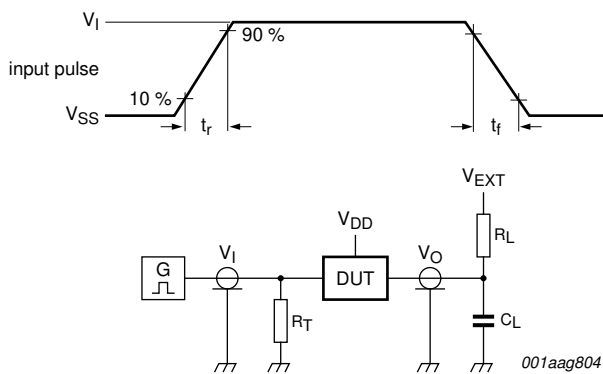 V_I
90 %
input pulse
10 %
V_SS
t_r
t_f
V_EXT
V_DD
R_L
G
V_I
DUT
V_O
R_T
C_L
001aag804